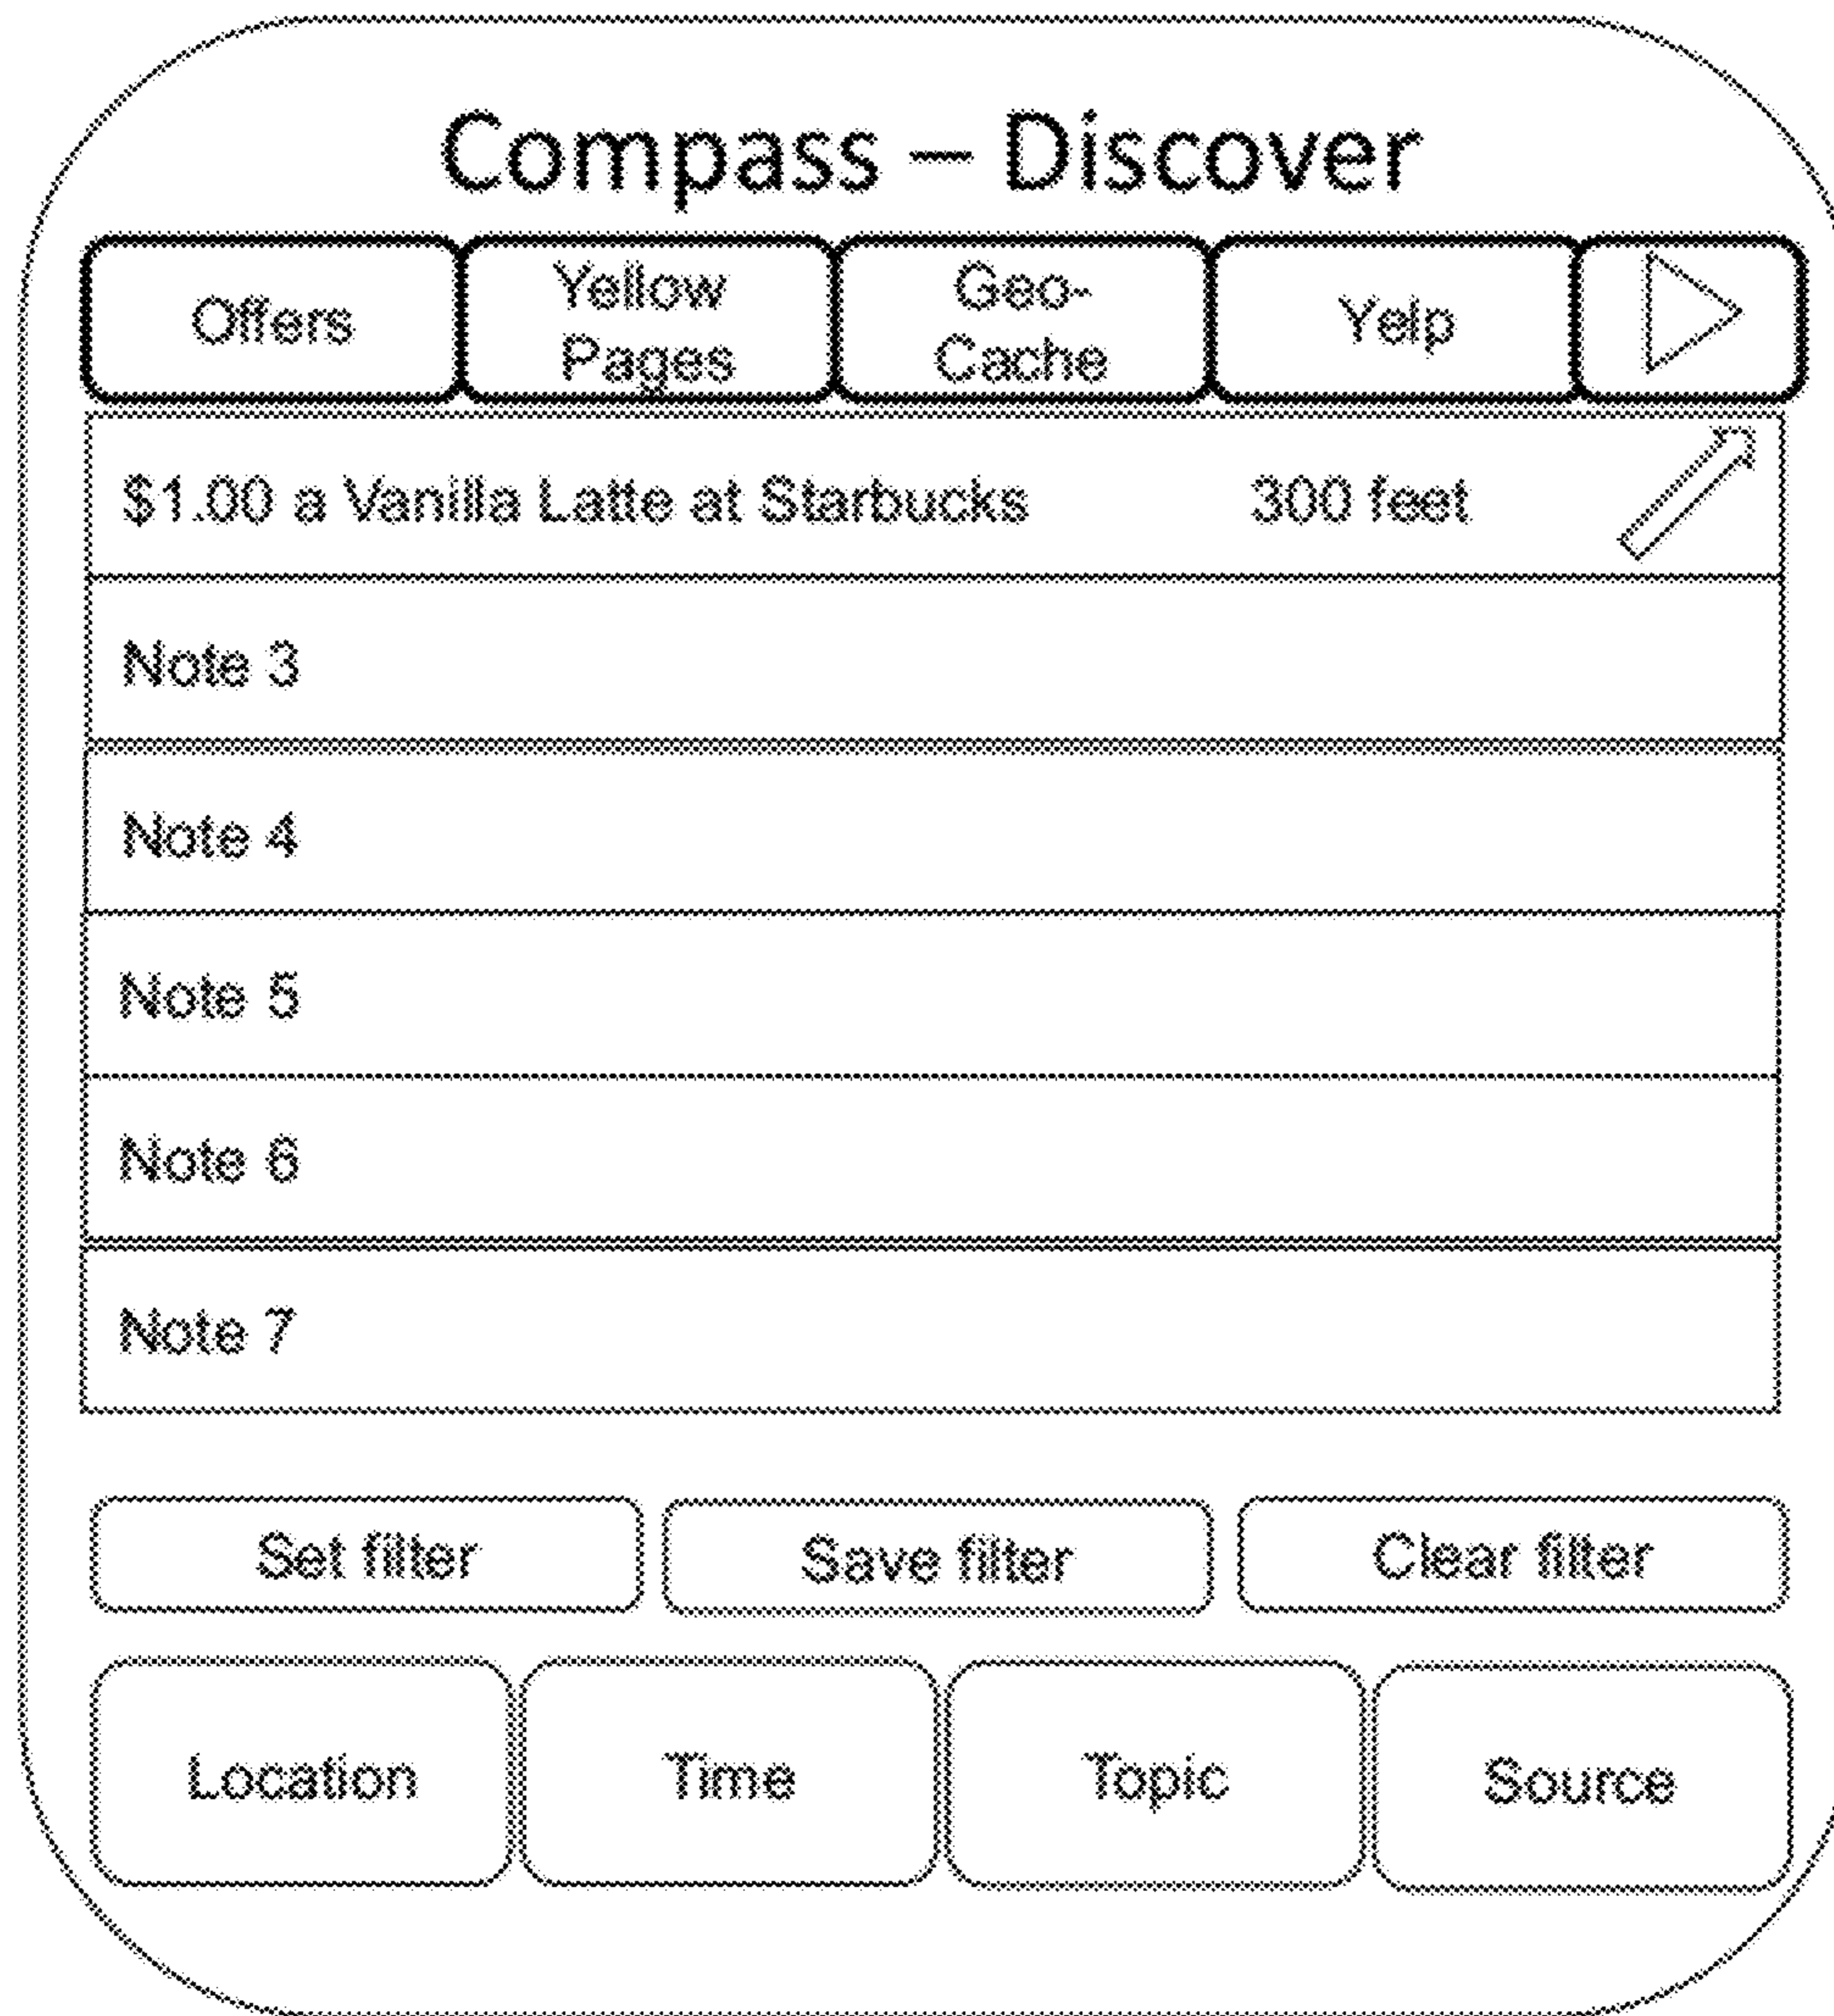 Compass – Discover
Offers
Yellow
Pages
Geo-
Cache
Yelp
$1.00 a Vanilla Latte at Starbucks 300 feet
Note 3
Note 4
Note 5
Note 6
Note 7
Set filter Save filter Clear filter
Location Time Topic Source